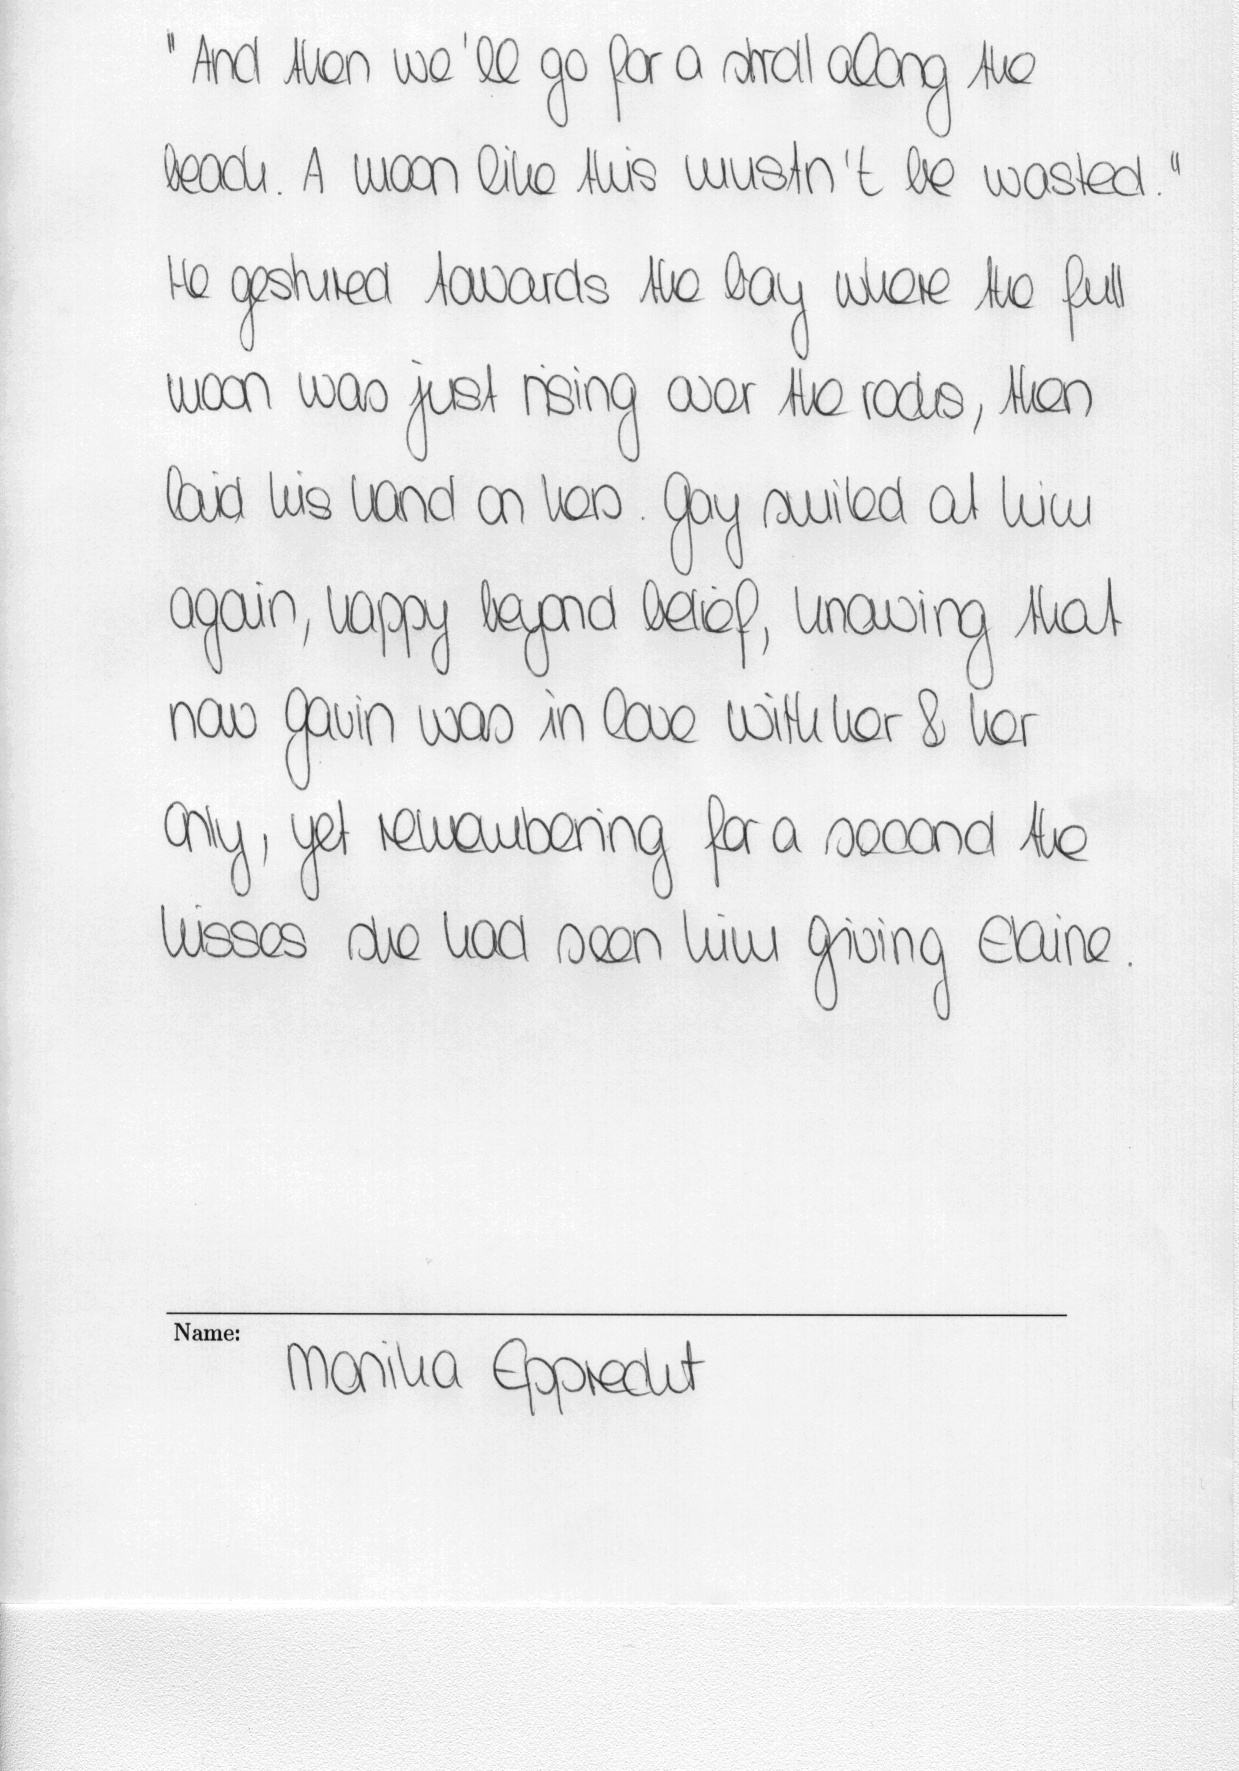 "And then we'll go for a stroll along the
beach. A moon like this mustn't be wasted."
He gestured towards the bay where the full
moon was just rising over the rocks, then
laid his hand on hers. Gay smiled at him
again, happy beyond belief, knowing that
now Gavin was in love with her & her
only, yet remembering for a second the
kisses she had seen him giving Elaine.
Name:
Monika Epprecht